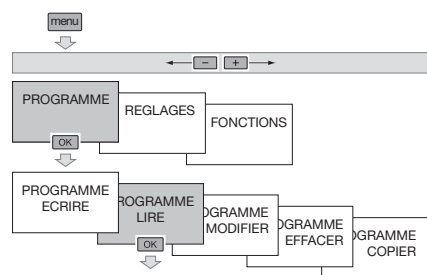 menu
− +
PROGRAMME
REGLAGES
FONCTIONS
OK
PROGRAMME
ECRIRE
ROGRAMME
LIRE
OGRAMME
MODIFIER
OGRAMME
EFFACER
OGRAMME
COPIER
OK